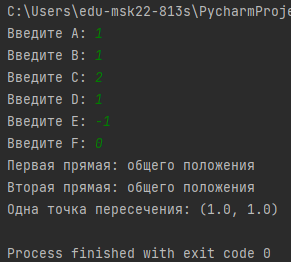 C:\Users\edu-msk22-813s\PycharmProje
Введите A: 1
Введите B: 1
Введите C: 2
Введите D: 1
Введите E: -1
Введите F: 0
Первая прямая: общего положения
Вторая прямая: общего положения
Одна точка пересечения: (1.0, 1.0)
Process finished with exit code 0